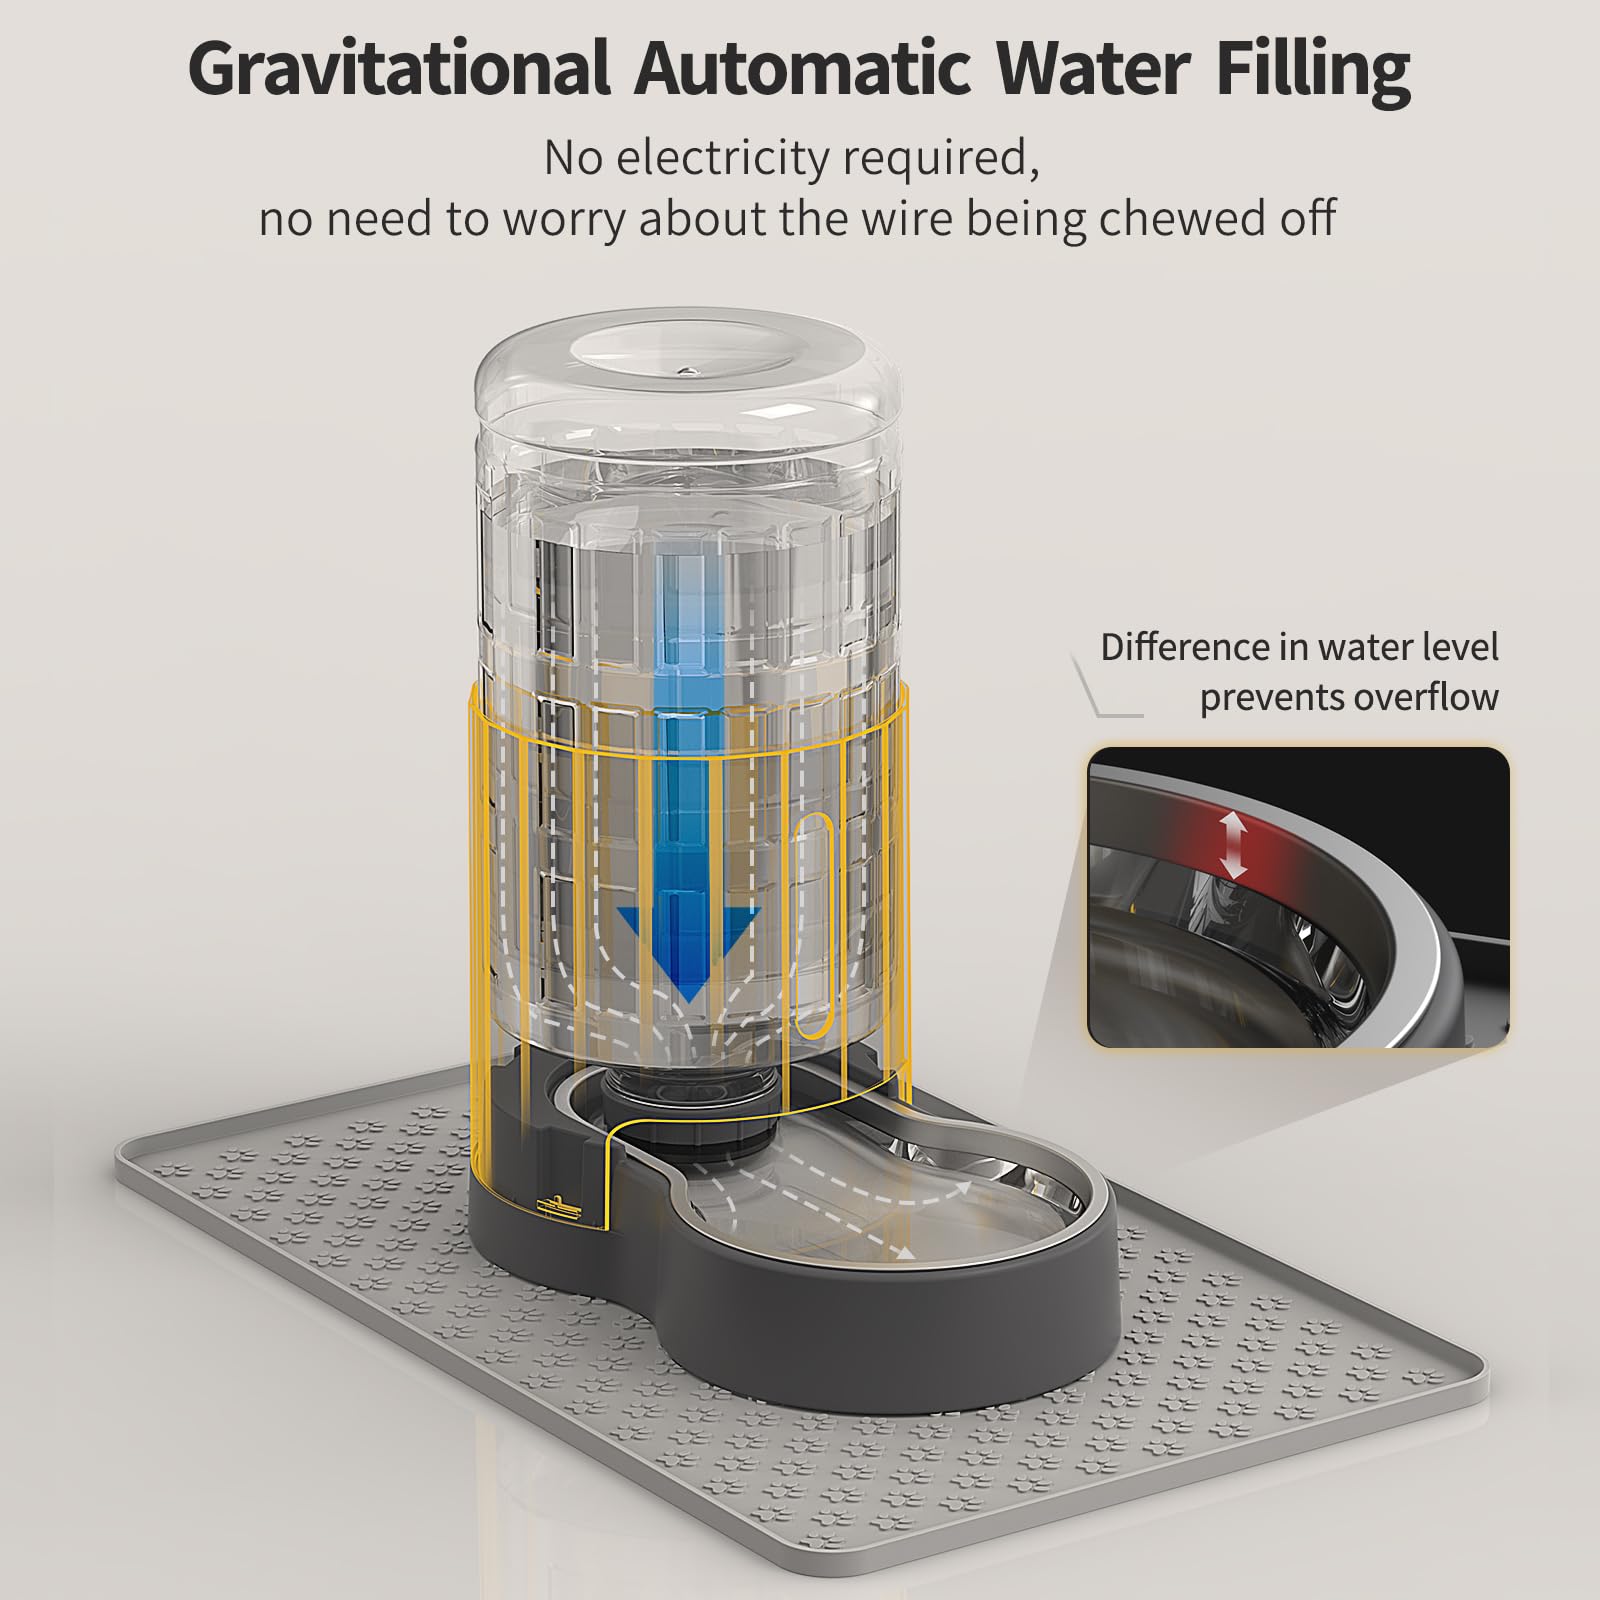 Gravitational Automatic Water Filling
No electricity required,
no need to worry about the wire being chewed off
Difference in water level
prevents overflow